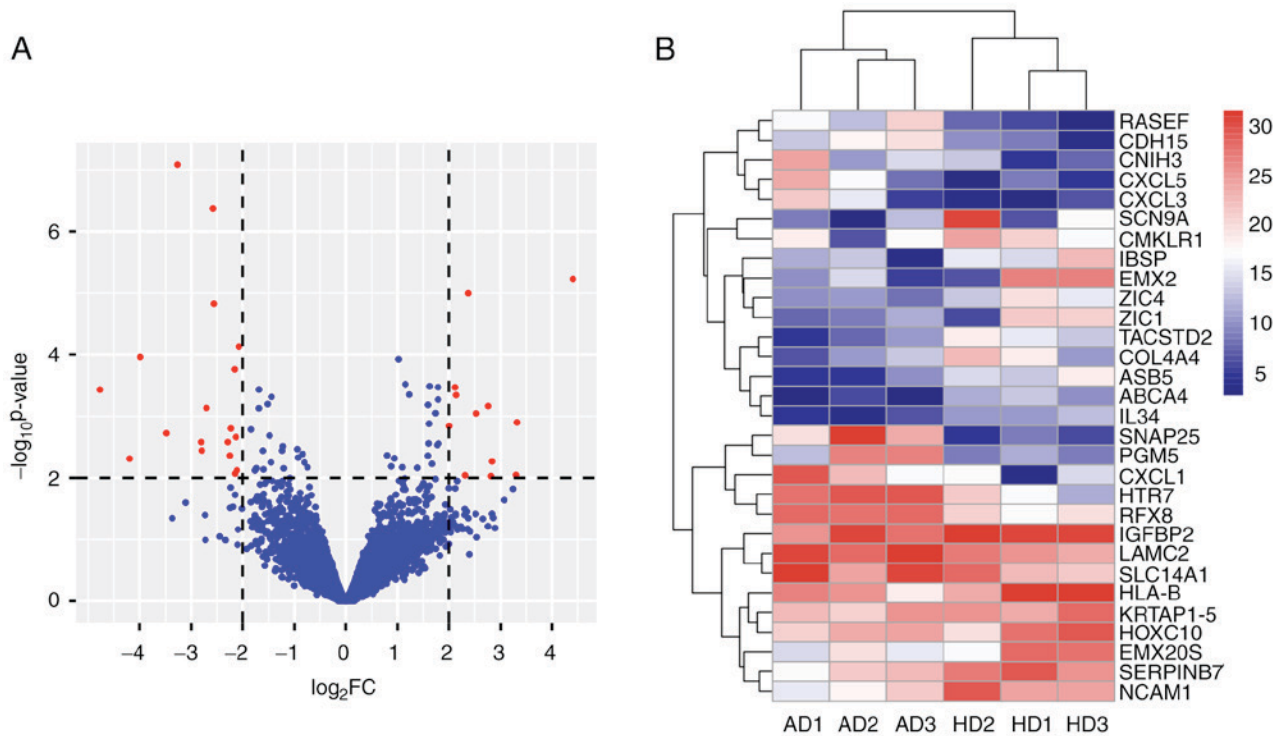 A
6
4
2
0
−4
−3
−2
−1
0
1
2
3
4
−log10p-value
log2FC
B
RASEF
CDH15
CNIH3
CXCL5
CXCL3
SCN9A
CMKLR1
IBSP
EMX2
ZIC4
ZIC1
TACSTD2
COL4A4
ASB5
ABCA4
IL34
SNAP25
PGM5
CXCL1
HTR7
RFX8
IGFBP2
LAMC2
SLC14A1
HLA-B
KRTAP1-5
HOXC10
EMX20S
SERPINB7
NCAM1
AD1 AD2 AD3 HD2 HD1 HD3
30
25
20
15
10
5